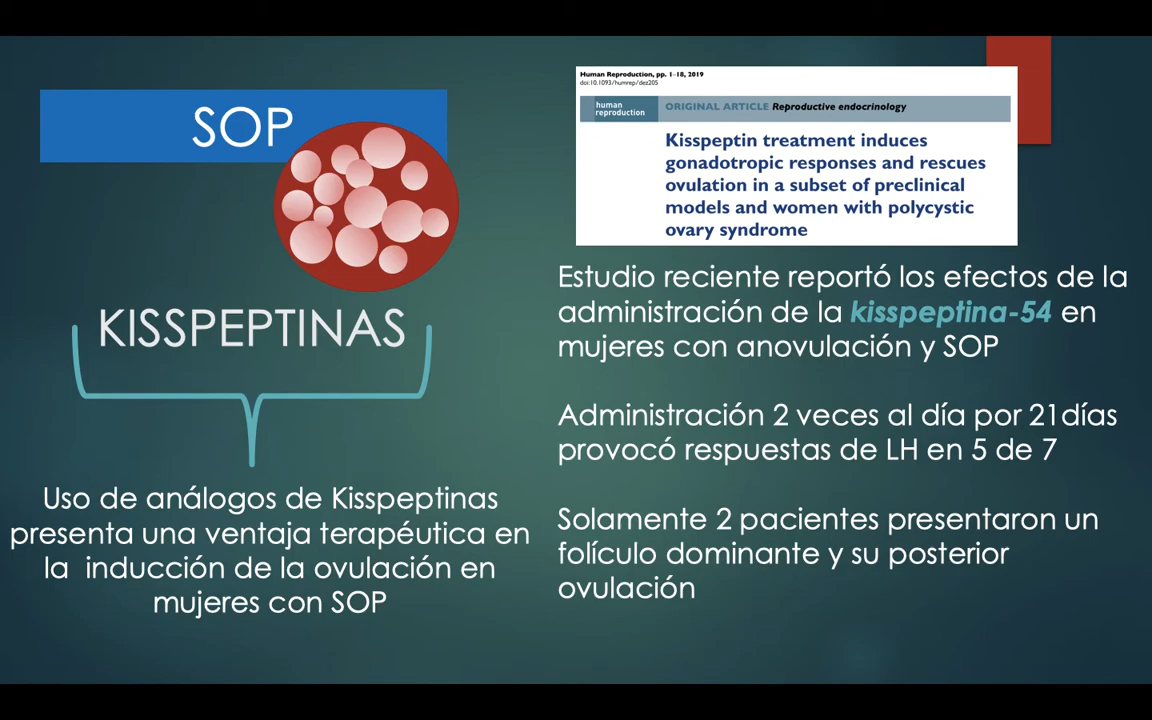 SOP
KISSPEPTINAS
Uso de análogos de Kisspeptinas
presenta una ventaja terapéutica en
la inducción de la ovulación en
mujeres con SOP
Human Reproduction, pp. 1–18, 2019
doi:10.1093/humrep/dez205
human
reproduction
ORIGINAL ARTICLE Reproductive endocrinology
Kisspeptin treatment induces
gonadotropic responses and rescues
ovulation in a subset of preclinical
models and women with polycystic
ovary syndrome
Estudio reciente reportó los efectos de la
administración de la kisspeptina-54 en
mujeres con anovulación y SOP
Administración 2 veces al día por 21días
provocó respuestas de LH en 5 de 7
Solamente 2 pacientes presentaron un
folículo dominante y su posterior
ovulación